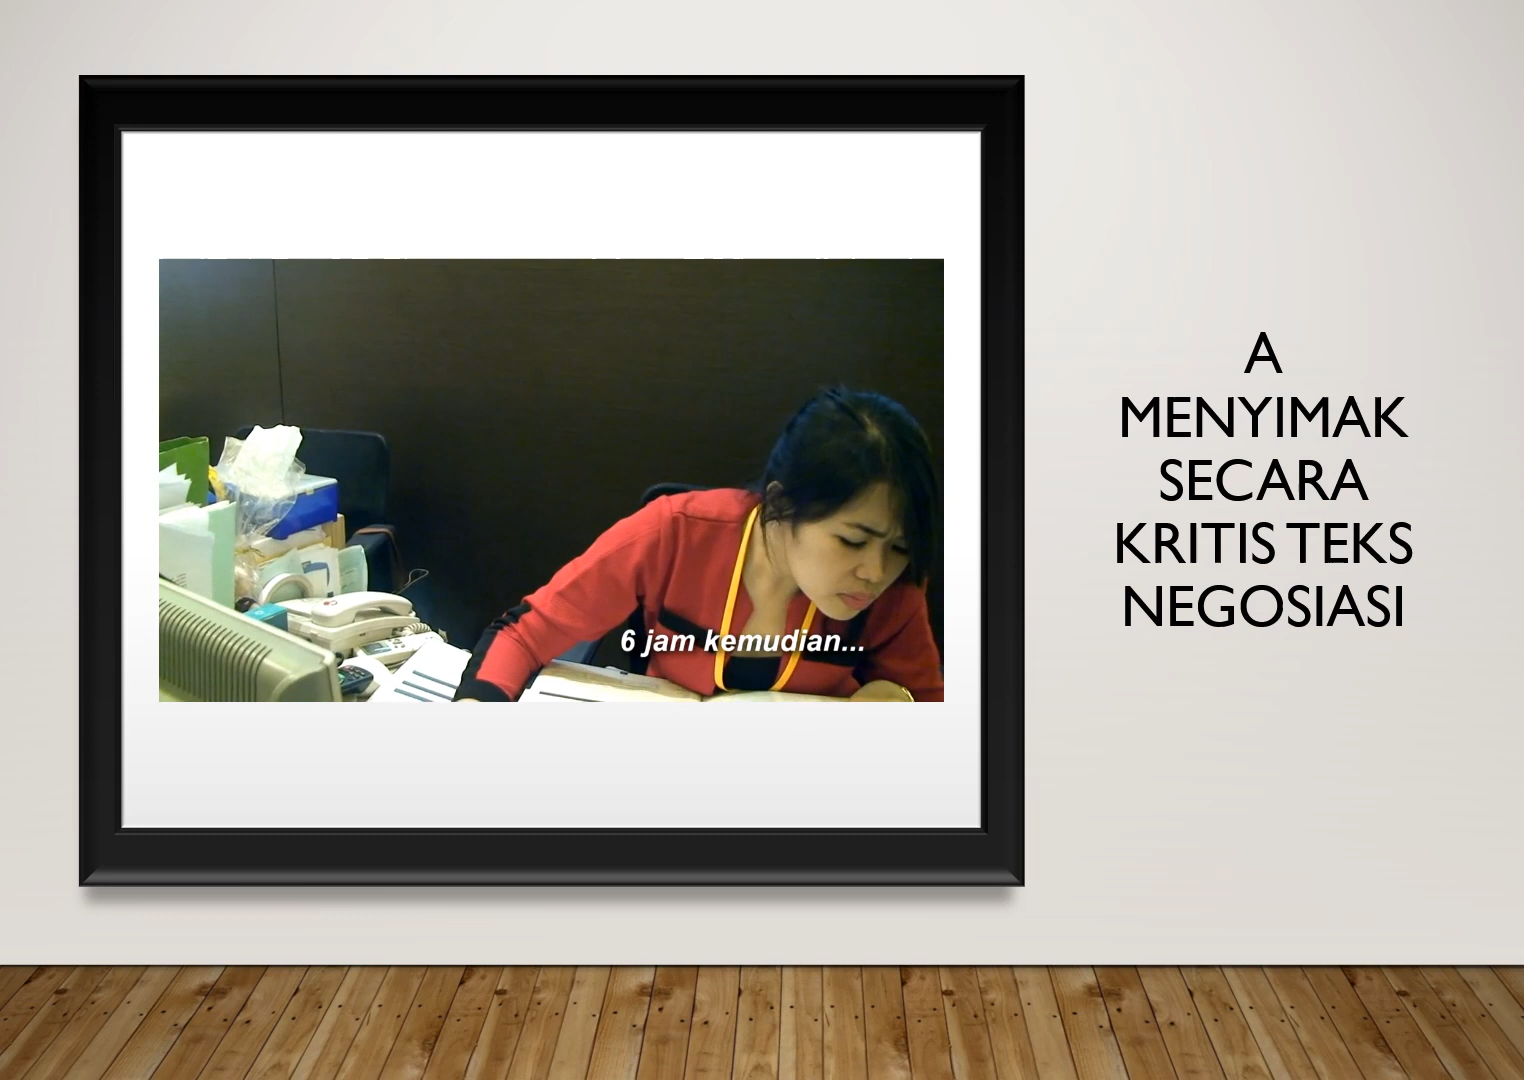 6 jam kemudian...
A
MENYIMAK
SECARA
KRITIS TEKS
NEGOSIASI